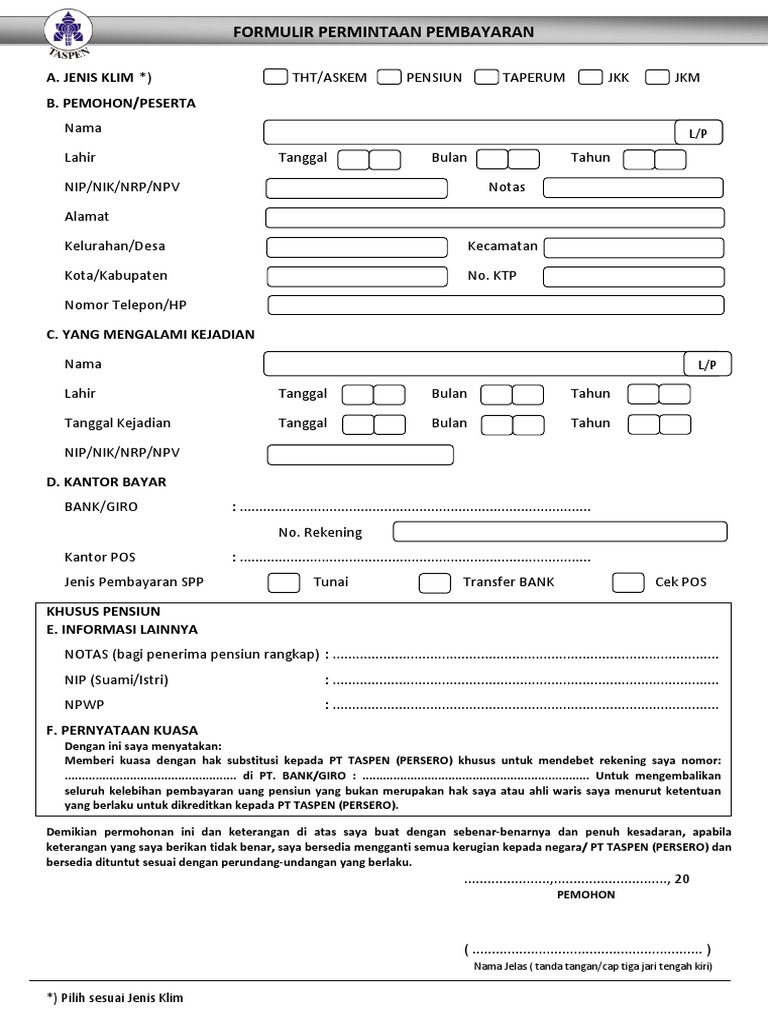 TASPEN
FORMULIR PERMINTAAN PEMBAYARAN
A. JENIS KLIM *) THT/ASKEM PENSIUN TAPERUM JKK JKM
B. PEMOHON/PESERTA
Nama L/P
Lahir Tanggal Bulan Tahun
NIP/NIK/NRP/NPV Notas
Alamat
Kelurahan/Desa Kecamatan
Kota/Kabupaten No. KTP
Nomor Telepon/HP
C. YANG MENGALAMI KEJADIAN
Nama L/P
Lahir Tanggal Bulan Tahun
Tanggal Kejadian Tanggal Bulan Tahun
NIP/NIK/NRP/NPV
D. KANTOR BAYAR
BANK/GIRO : ..........................................................................................
No. Rekening
Kantor POS : ..........................................................................................
Jenis Pembayaran SPP Tunai Transfer BANK Cek POS
KHUSUS PENSIUN
E. INFORMASI LAINNYA
NOTAS (bagi penerima pensiun rangkap) : ....................................................................................................
NIP (Suami/Istri) : ....................................................................................................
NPWP : ....................................................................................................
F. PERNYATAAN KUASA
Dengan ini saya menyatakan:
Memberi kuasa dengan hak substitusi kepada PT TASPEN (PERSERO) khusus untuk mendebet rekening saya nomor:
.................................................. di PT. BANK/GIRO : .................................................................. Untuk mengembalikan
seluruh kelebihan pembayaran uang pensiun yang bukan merupakan hak saya atau ahli waris saya menurut ketentuan
yang berlaku untuk dikreditkan kepada PT TASPEN (PERSERO).
Demikian permohonan ini dan keterangan di atas saya buat dengan sebenar-benarnya dan penuh kesadaran, apabila
keterangan yang saya berikan tidak benar, saya bersedia mengganti semua kerugian kepada negara/ PT TASPEN (PERSERO) dan
bersedia dituntut sesuai dengan perundang-undangan yang berlaku.
......................,............................., 20
PEMOHON
( ........................................................... )
Nama Jelas ( tanda tangan/cap tiga jari tengah kiri)
*) Pilih sesuai Jenis Klim